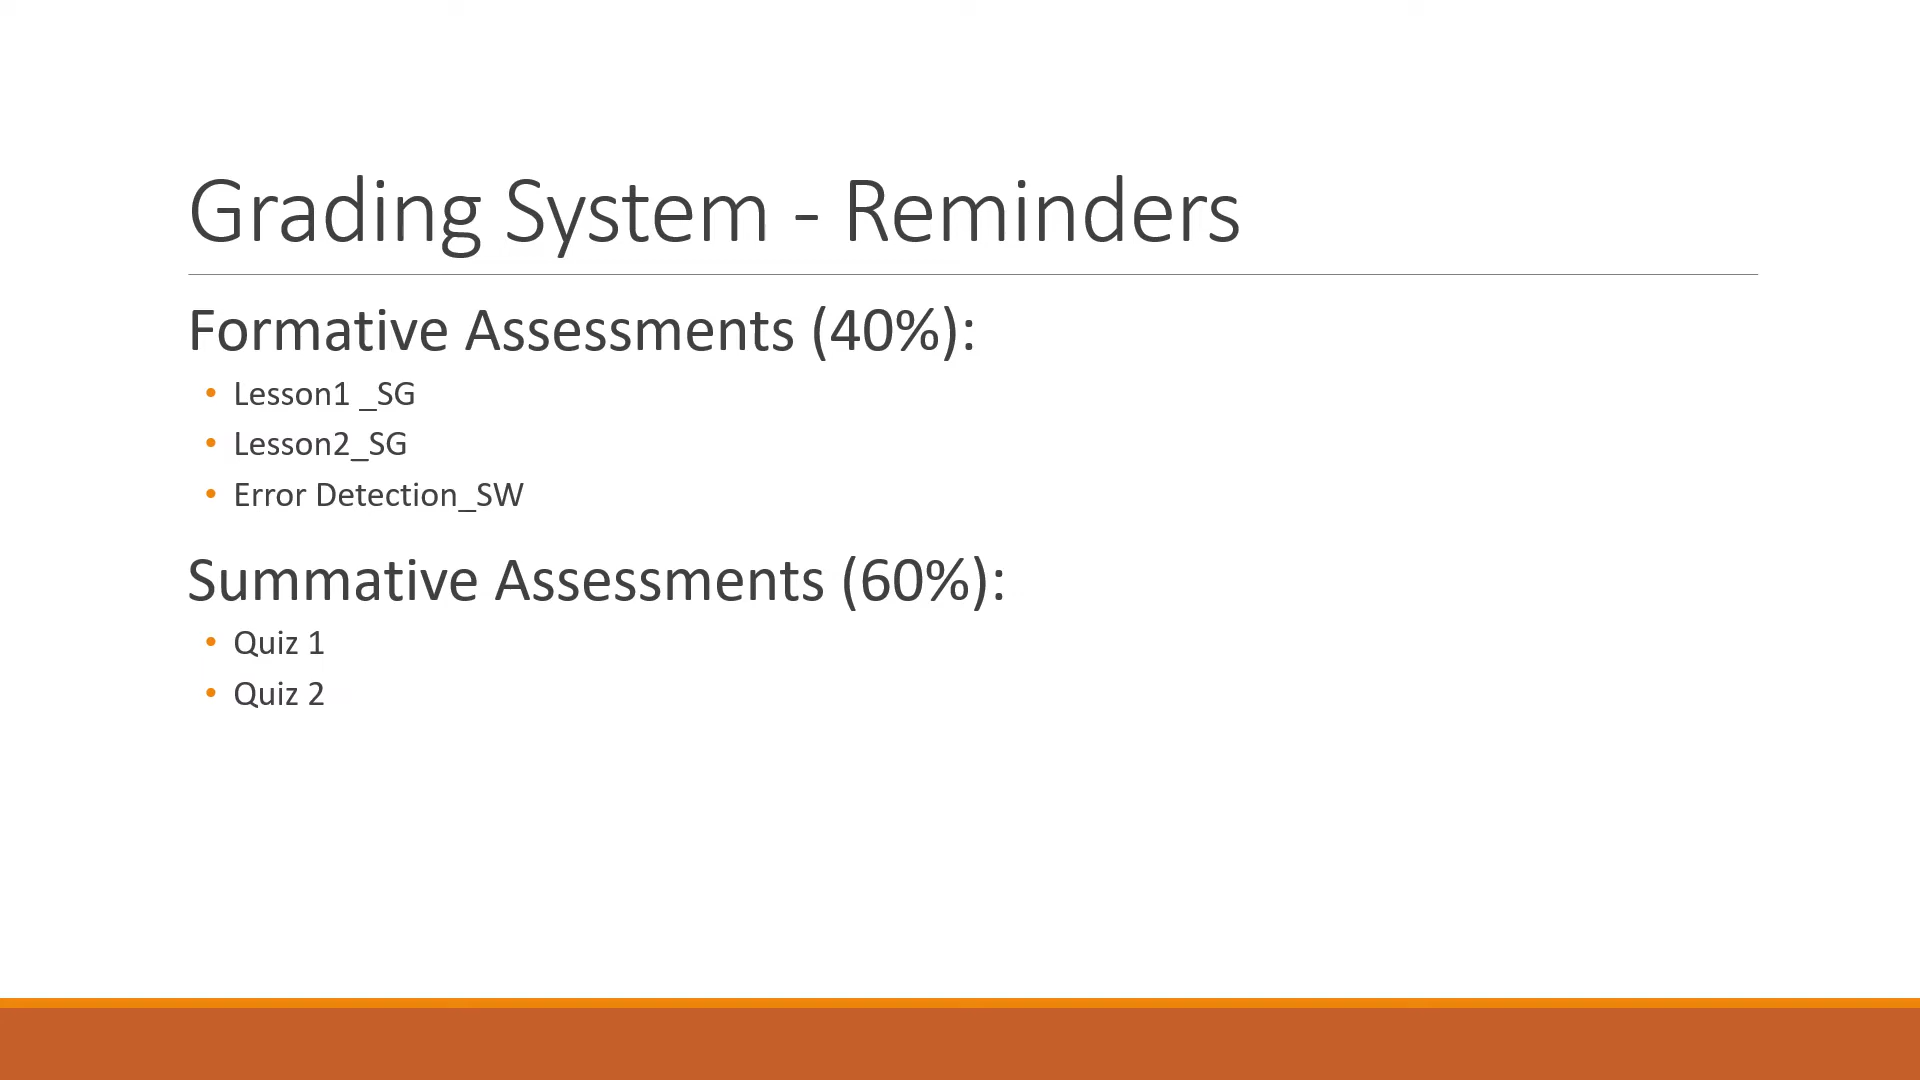 Grading System - Reminders
Formative Assessments (40%):
• Lesson1 _SG
• Lesson2_SG
• Error Detection_SW
Summative Assessments (60%):
• Quiz 1
• Quiz 2